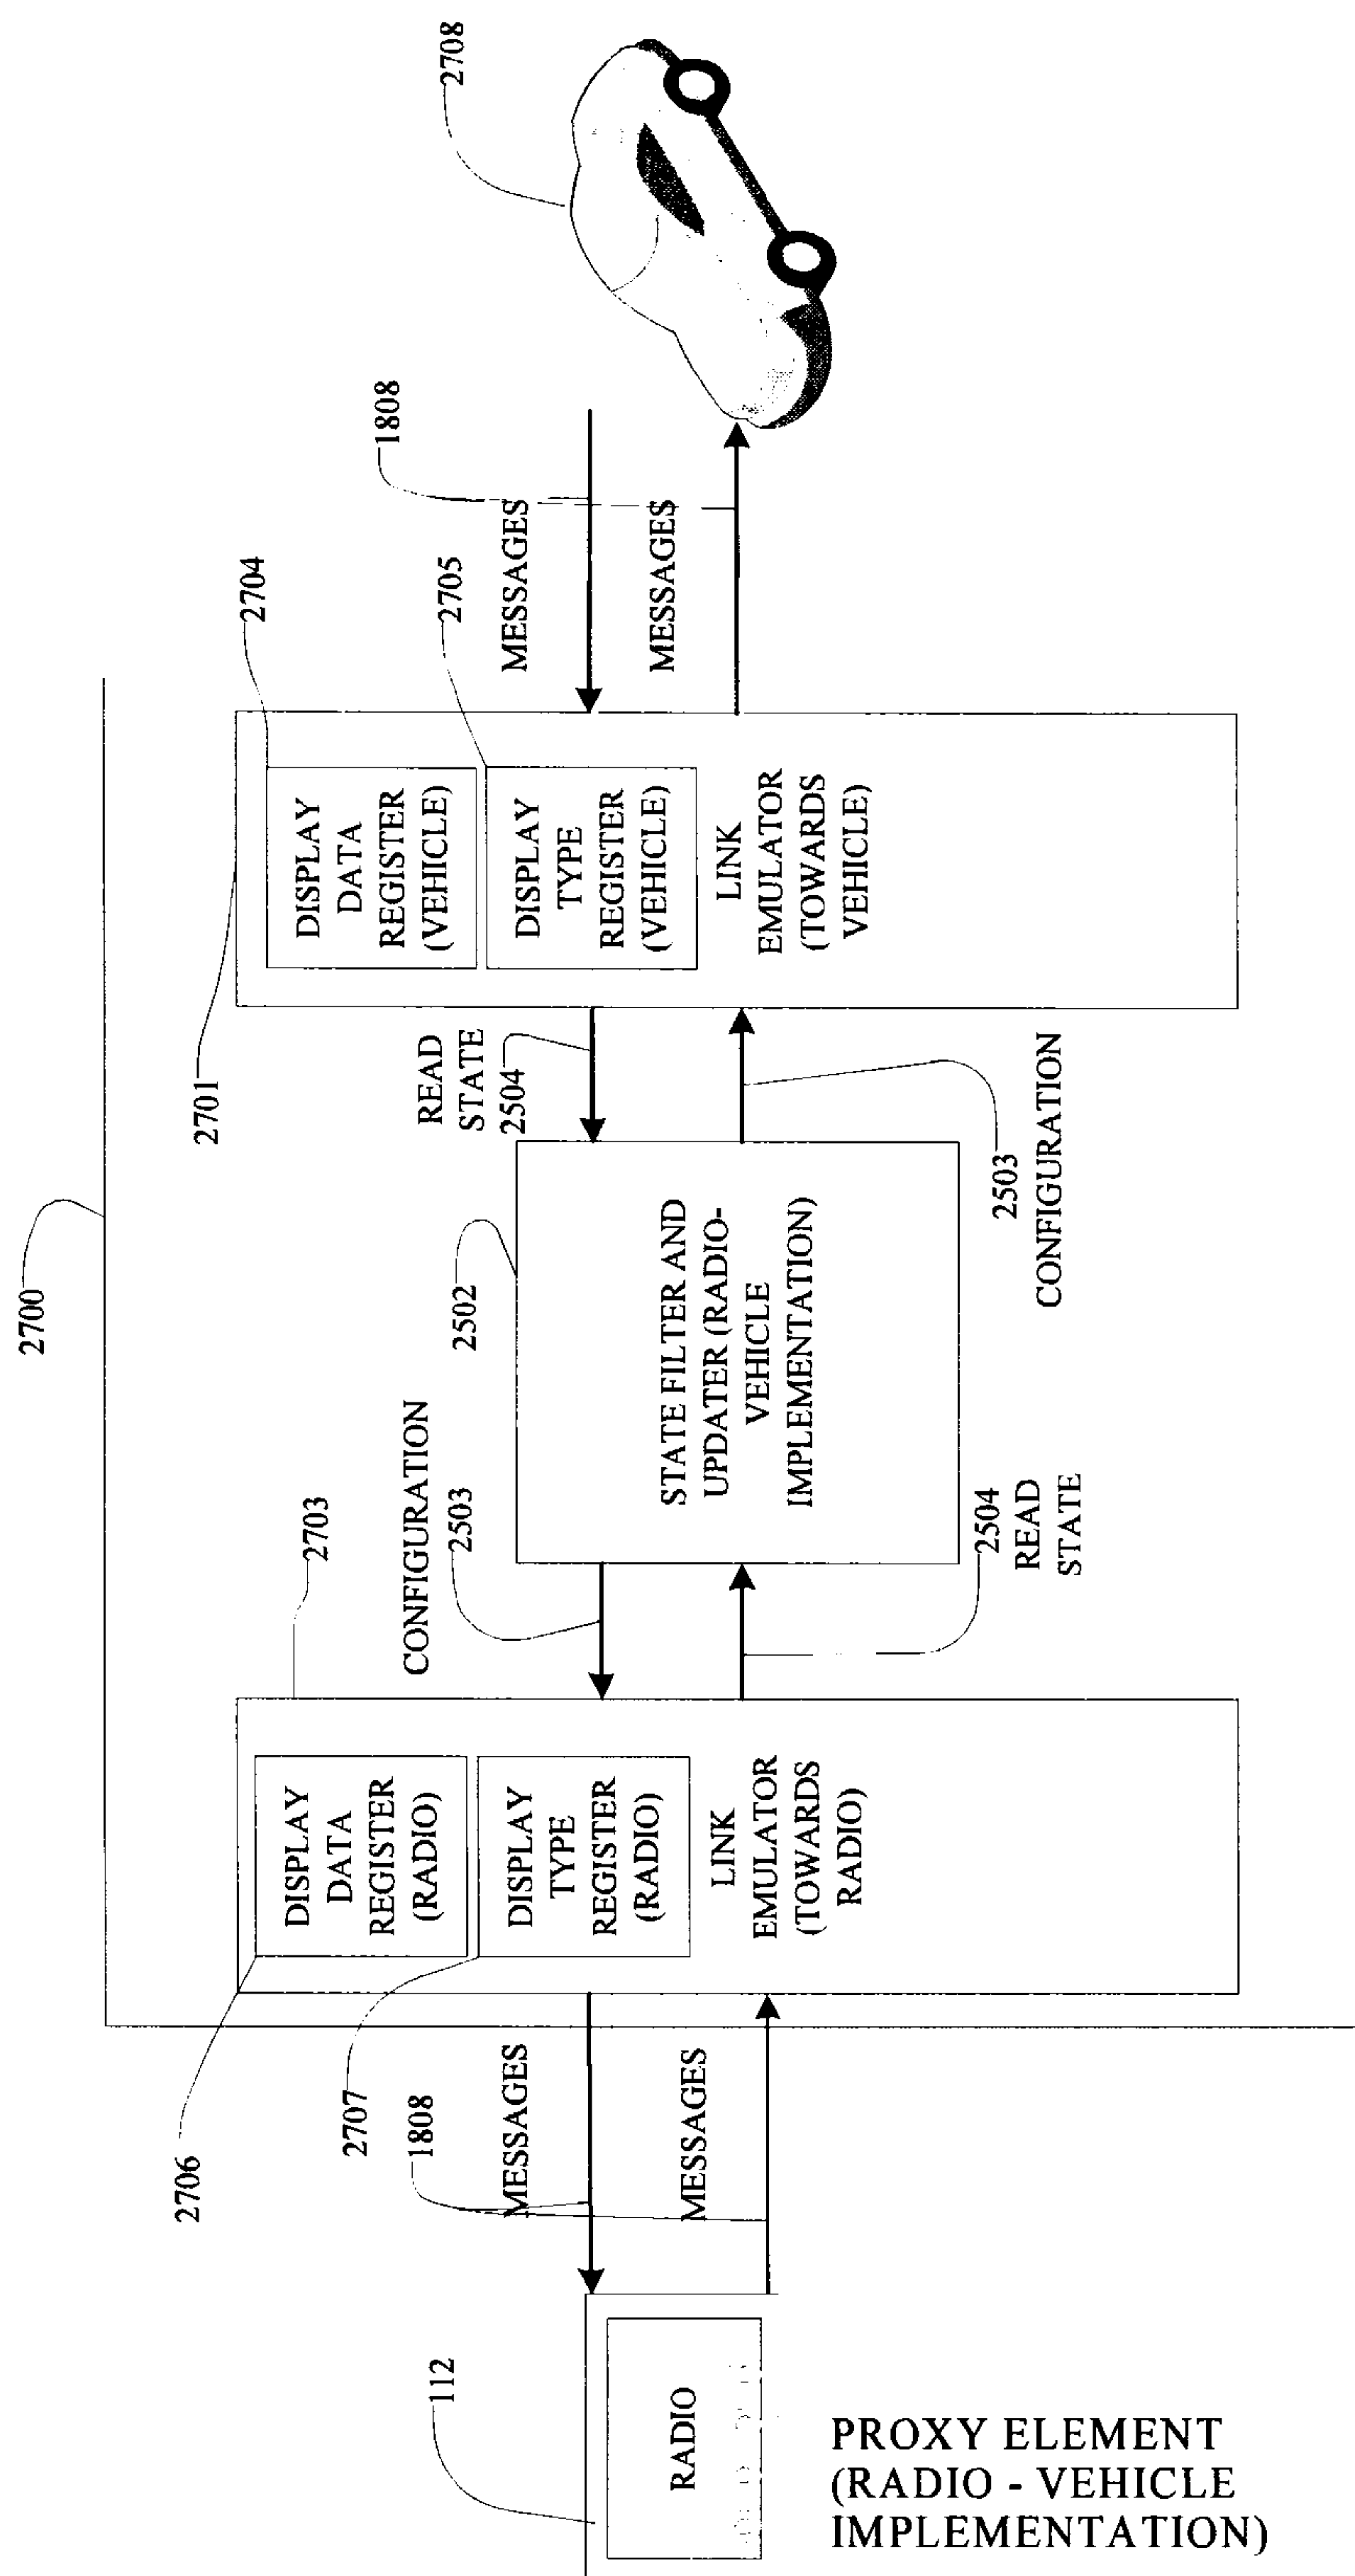 2700
2701
2704
DISPLAY
DATA
REGISTER
(VEHICLE)
2705
DISPLAY
TYPE
REGISTER
(VEHICLE)
LINK
EMULATOR
(TOWARDS
VEHICLE)
1808
MESSAGES
MESSAGES
2708
READ
STATE
2504
2503
CONFIGURATION
2502
STATE FILTER AND
UPDATER (RADIO-
VEHICLE
IMPLEMENTATION)
CONFIGURATION
2503
2504
READ
STATE
2703
DISPLAY
DATA
REGISTER
(RADIO)
DISPLAY
TYPE
REGISTER
(RADIO)
LINK
EMULATOR
(TOWARDS
RADIO)
2706
2707
1808
MESSAGES
MESSAGES
112
RADIO
PROXY ELEMENT
(RADIO - VEHICLE
IMPLEMENTATION)